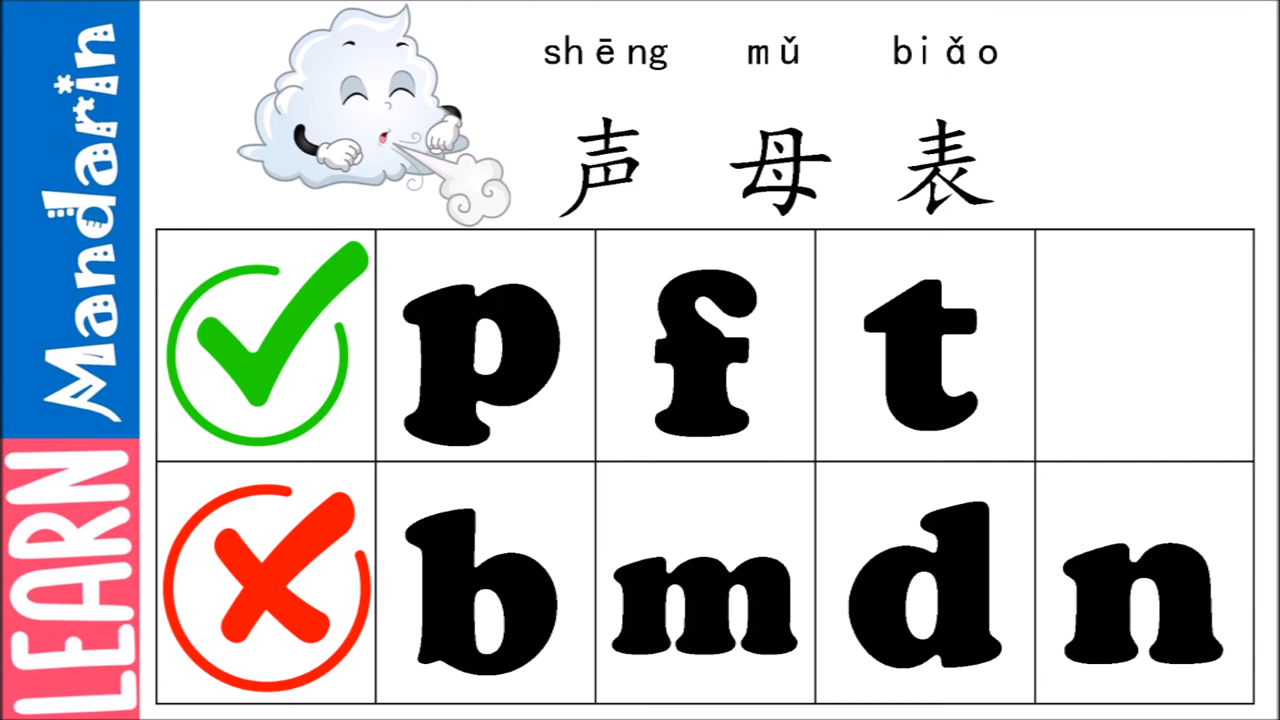 LEARN Mandarin
shēng mǔ biǎo
声 母 表
p f t
b m d n